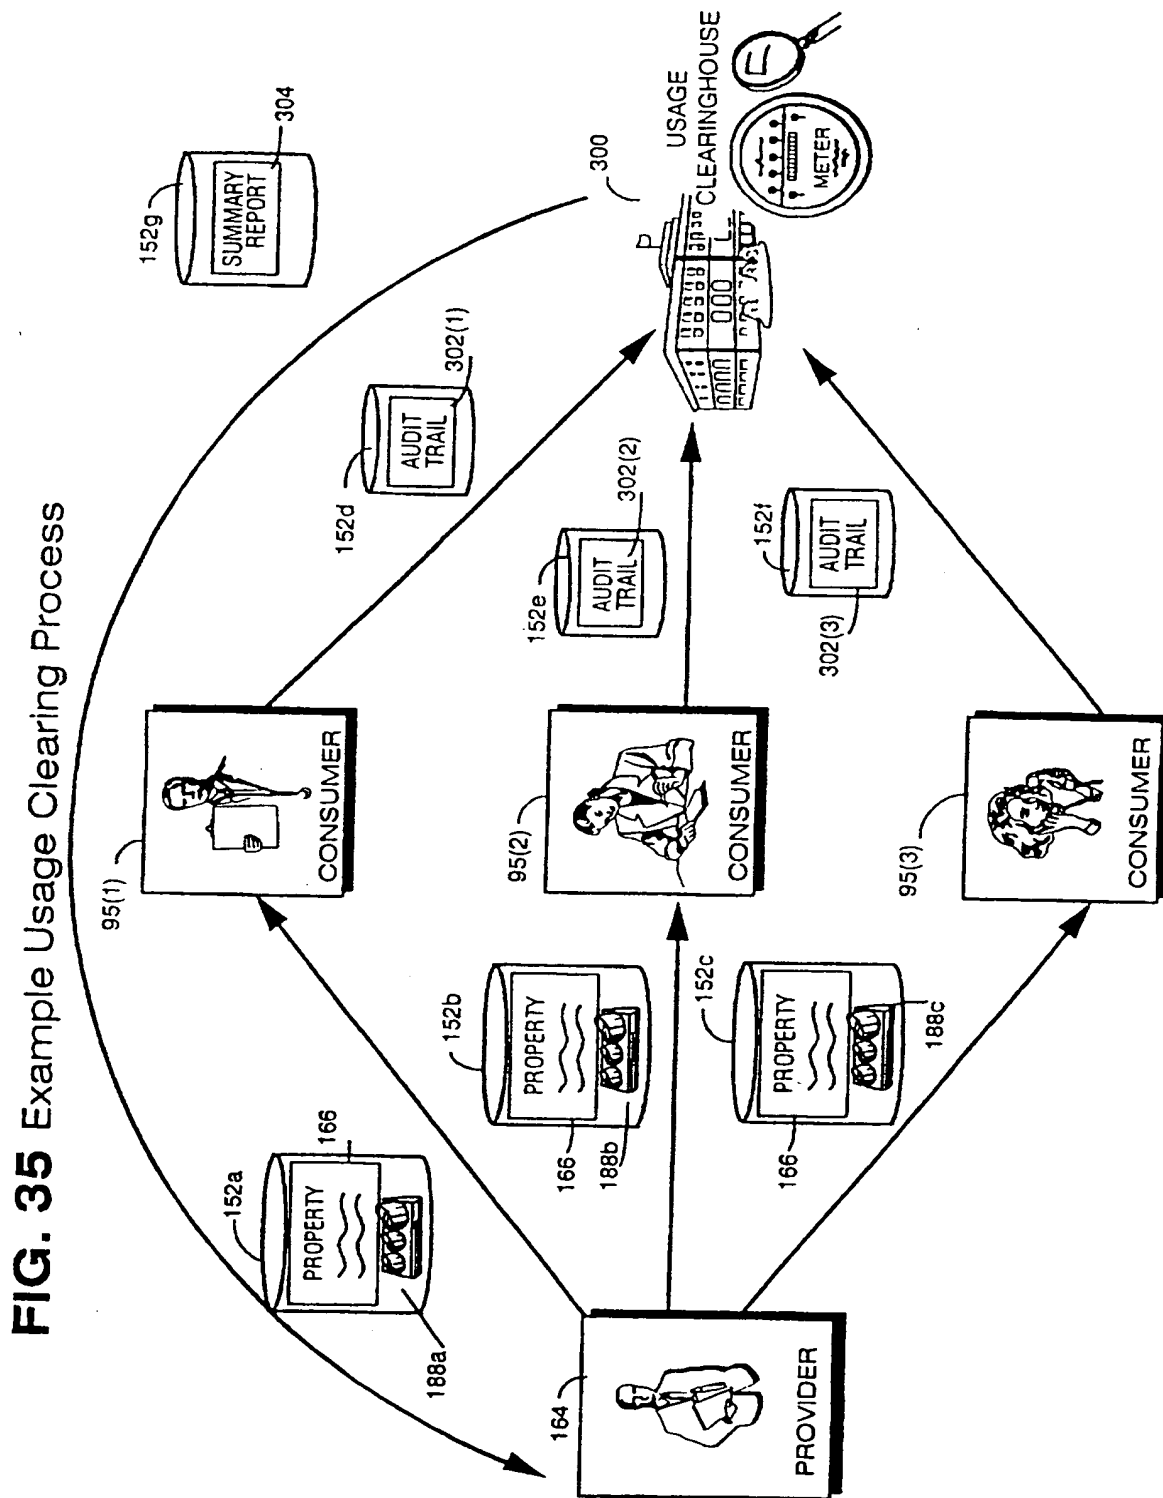 FIG. 35 Example Usage Clearing Process
152g
SUMMARY
REPORT
304
300
USAGE
CLEARINGHOUSE
METER
152d
AUDIT
TRAIL
302(1)
152e
AUDIT
TRAIL
302(2)
152f
AUDIT
TRAIL
302(3)
95(1)
CONSUMER
95(2)
CONSUMER
95(3)
CONSUMER
152a
166
PROPERTY
188a
152b
PROPERTY
166
188b
152c
PROPERTY
166
188c
164
PROVIDER